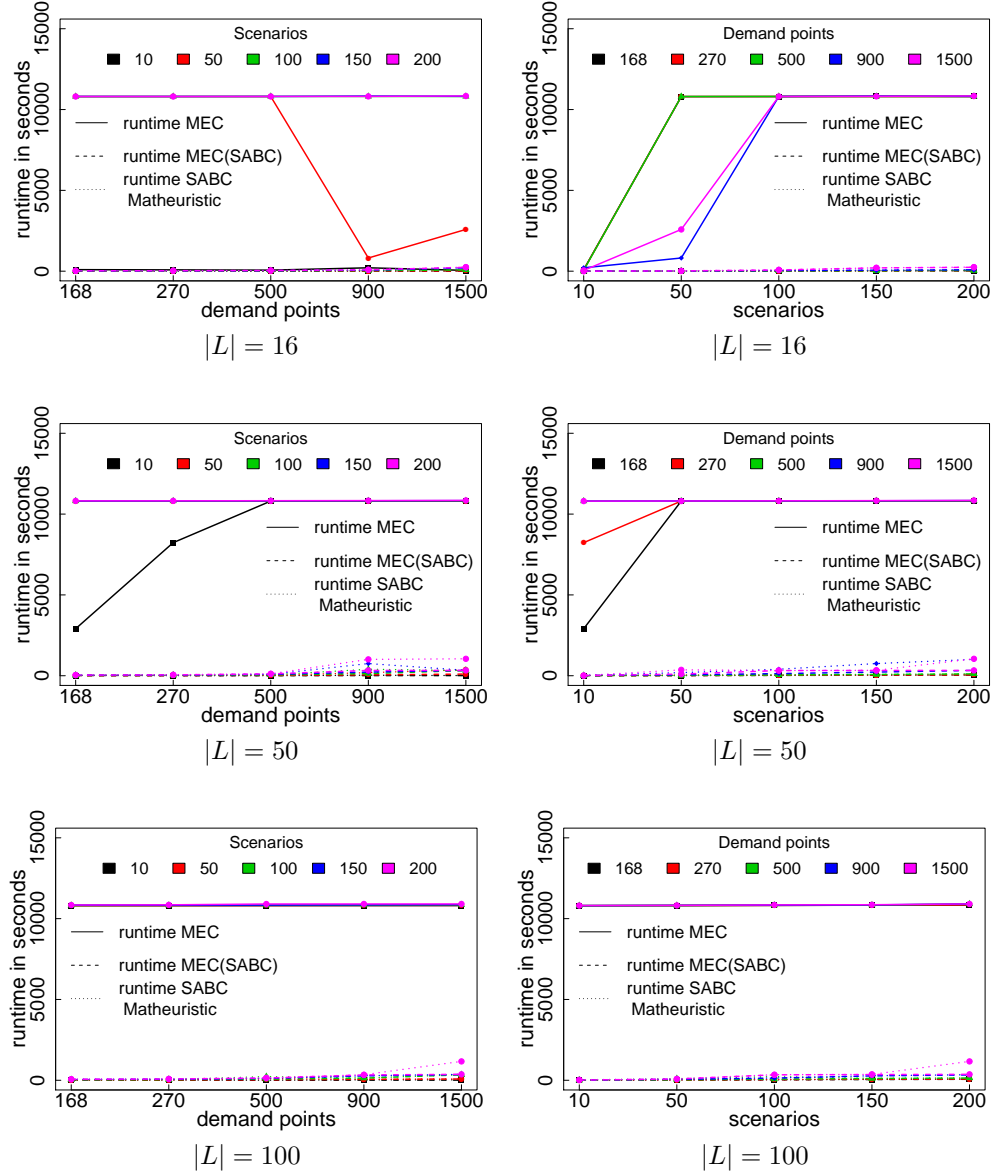 15000
10000
5000
0
runtime in seconds
Scenarios
10 50 100 150 200
runtime MEC
runtime MEC(SABC)
runtime SABC
Matheuristic
168 270 500 900 1500
demand points
|L| = 16
15000
10000
5000
0
runtime in seconds
Demand points
168 270 500 900 1500
runtime MEC
runtime MEC(SABC)
runtime SABC
Matheuristic
10 50 100 150 200
scenarios
|L| = 16
15000
10000
5000
0
runtime in seconds
Scenarios
10 50 100 150 200
runtime MEC
runtime MEC(SABC)
runtime SABC
Matheuristic
168 270 500 900 1500
demand points
|L| = 50
15000
10000
5000
0
runtime in seconds
Demand points
168 270 500 900 1500
runtime MEC
runtime MEC(SABC)
runtime SABC
Matheuristic
10 50 100 150 200
scenarios
|L| = 50
15000
10000
5000
0
runtime in seconds
Scenarios
10 50 100 150 200
runtime MEC
runtime MEC(SABC)
runtime SABC
Matheuristic
168 270 500 900 1500
demand points
|L| = 100
15000
10000
5000
0
runtime in seconds
Demand points
168 270 500 900 1500
runtime MEC
runtime MEC(SABC)
runtime SABC
Matheuristic
10 50 100 150 200
scenarios
|L| = 100